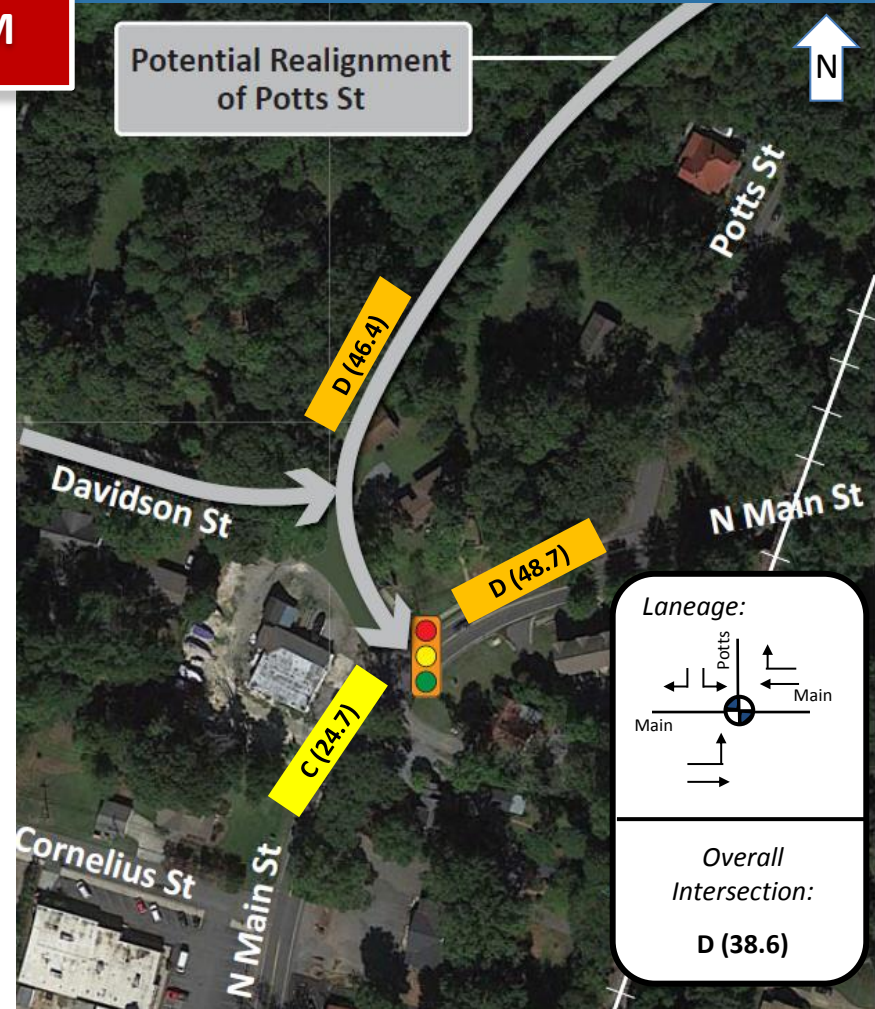 M
Potential Realignment
of Potts St
N
Potts St
D (46.4)
Davidson St
N Main St
D (48.7)
C (24.7)
Cornelius St
N Main St
Laneage:
Potts
Main
Main
Overall
Intersection:
D (38.6)